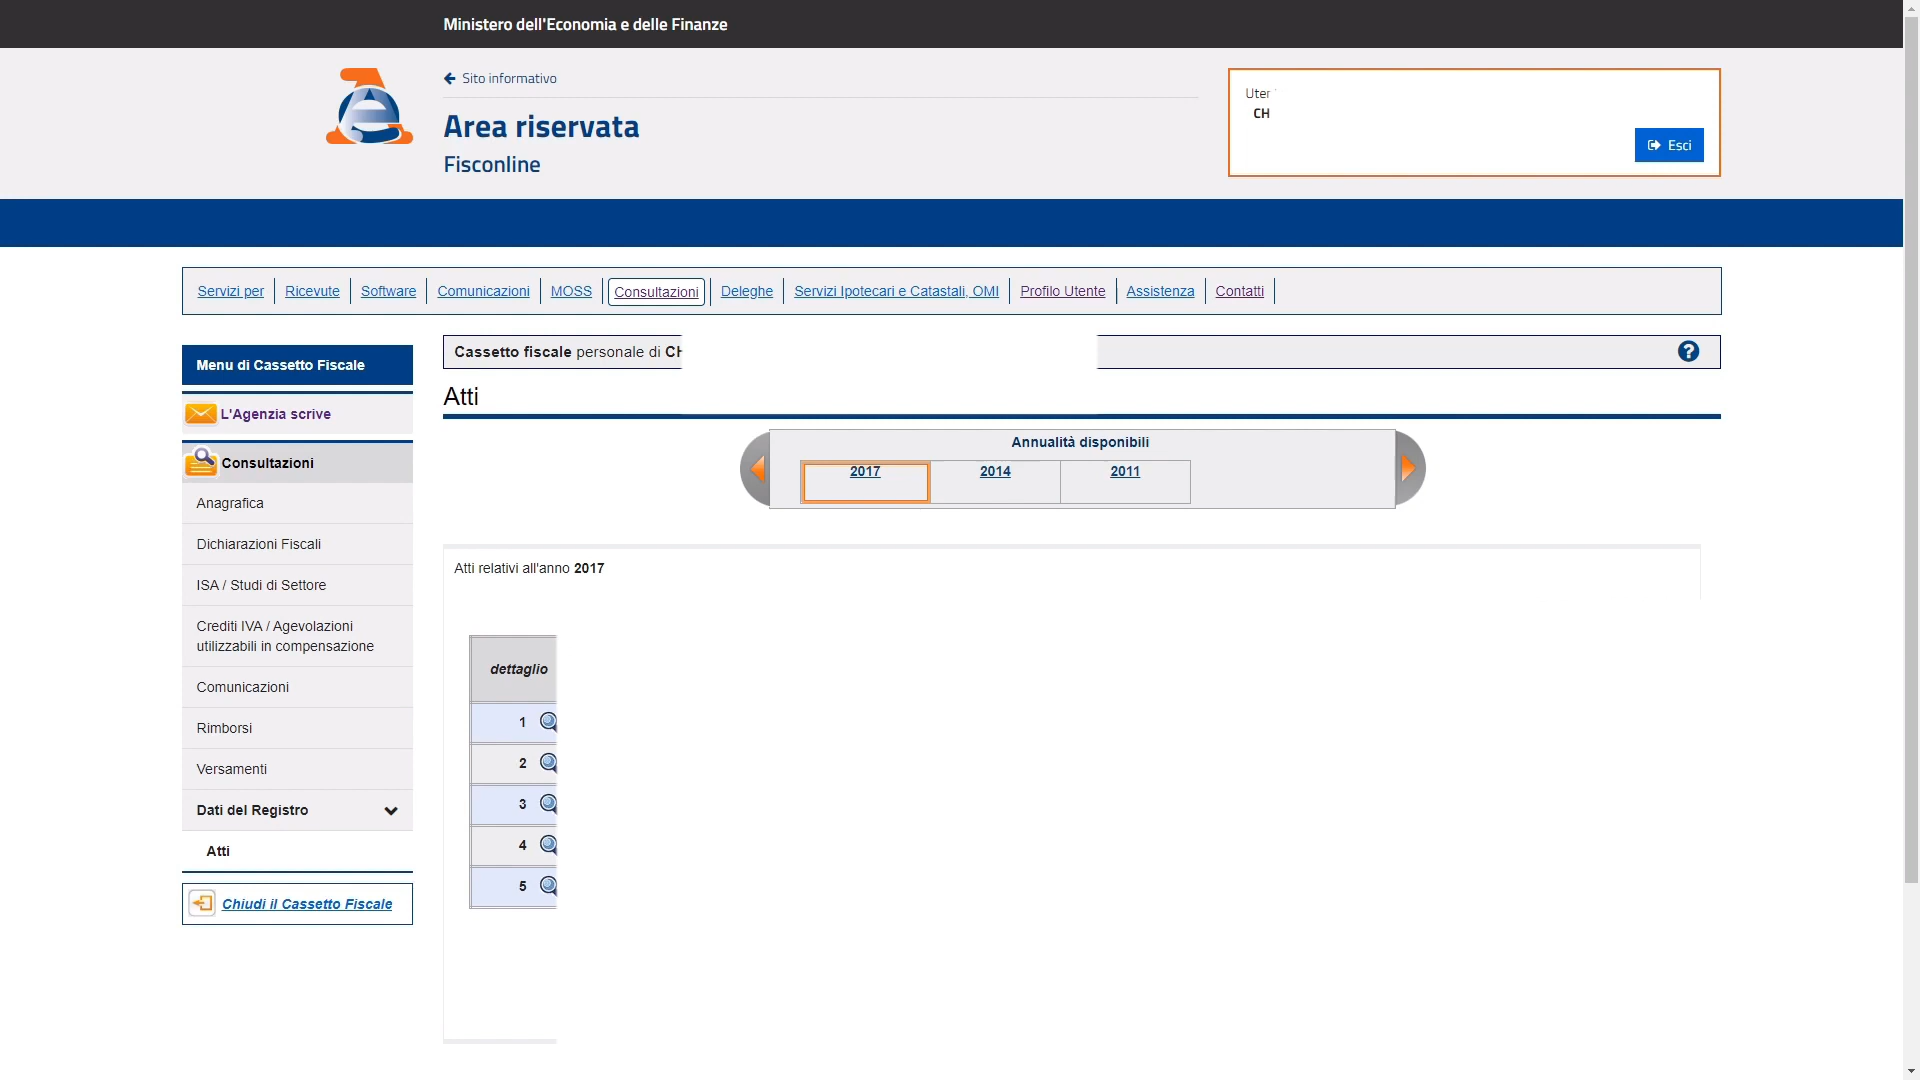 Ministero dell'Economia e delle Finanze
Sito informativo
Area riservata
Fisconline
CH
Esci
Servizi per
Ricevute
Software
Comunicazioni
MOSS
Consultazioni
Deleghe
Servizi Ipotecari e Catastali, OMI
Profilo Utente
Assistenza
Contatti
Menu di Cassetto Fiscale
L'Agenzia scrive
Consultazioni
Anagrafica
Dichiarazioni Fiscali
ISA / Studi di Settore
Crediti IVA / Agevolazioni
utilizzabili in compensazione
Comunicazioni
Rimborsi
Versamenti
Dati del Registro
Atti
Chiudi il Cassetto Fiscale
Cassetto fiscale personale di CH
?
Atti
Annualità disponibili
2017
2014
2011
Atti relativi all'anno 2017
dettaglio
1
2
3
4
5